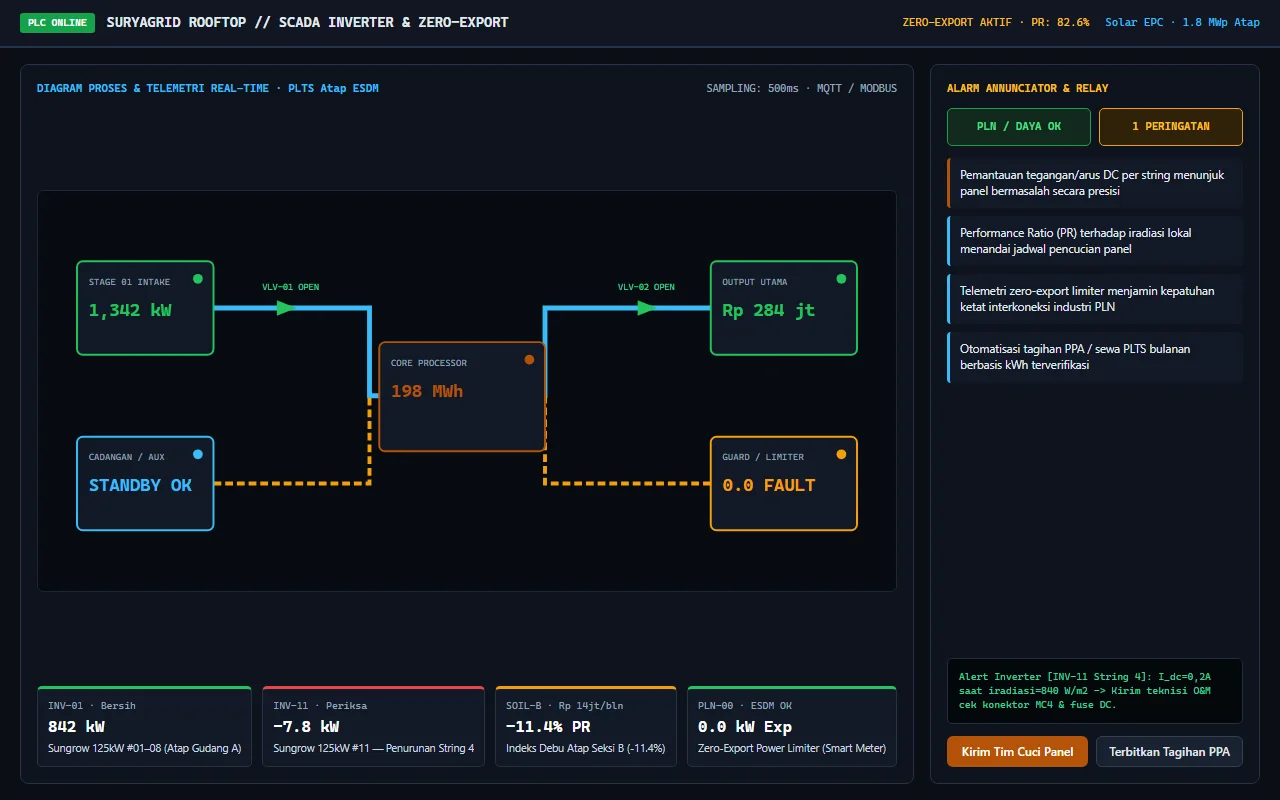 PLC ONLINE
SURYAGRID ROOFTOP // SCADA INVERTER & ZERO-EXPORT
ZERO-EXPORT AKTIF · PR: 82.6%
Solar EPC · 1.8 MWp Atap
DIAGRAM PROSES & TELEMETRI REAL-TIME · PLTS Atap ESDM
SAMPLING: 500ms · MQTT / MODBUS
STAGE 01 INTAKE
1,342 kW
VLV-01 OPEN
VLV-02 OPEN
OUTPUT UTAMA
Rp 284 jt
CORE PROCESSOR
198 MWh
CADANGAN / AUX
STANDBY OK
GUARD / LIMITER
0.0 FAULT
INV-01 · Bersih
842 kW
Sungrow 125kW #01–08 (Atap Gudang A)
INV-11 · Periksa
-7.8 kW
Sungrow 125kW #11 — Penurunan String 4
SOIL-B · Rp 14jt/bln
-11.4% PR
Indeks Debu Atap Seksi B (-11.4%)
PLN-00 · ESDM OK
0.0 kW Exp
Zero-Export Power Limiter (Smart Meter)
ALARM ANNUNCIATOR & RELAY
PLN / DAYA OK
1 PERINGATAN
Pemantauan tegangan/arus DC per string menunjuk
panel bermasalah secara presisi
Performance Ratio (PR) terhadap iradiasi lokal
menandai jadwal pencucian panel
Telemetri zero-export limiter menjamin kepatuhan
ketat interkoneksi industri PLN
Otomatisasi tagihan PPA / sewa PLTS bulanan
berbasis kWh terverifikasi
Alert Inverter [INV-11 String 4]: I_dc=0,2A
saat iradiasi=840 W/m2 -> Kirim teknisi O&M
cek konektor MC4 & fuse DC.
Kirim Tim Cuci Panel
Terbitkan Tagihan PPA